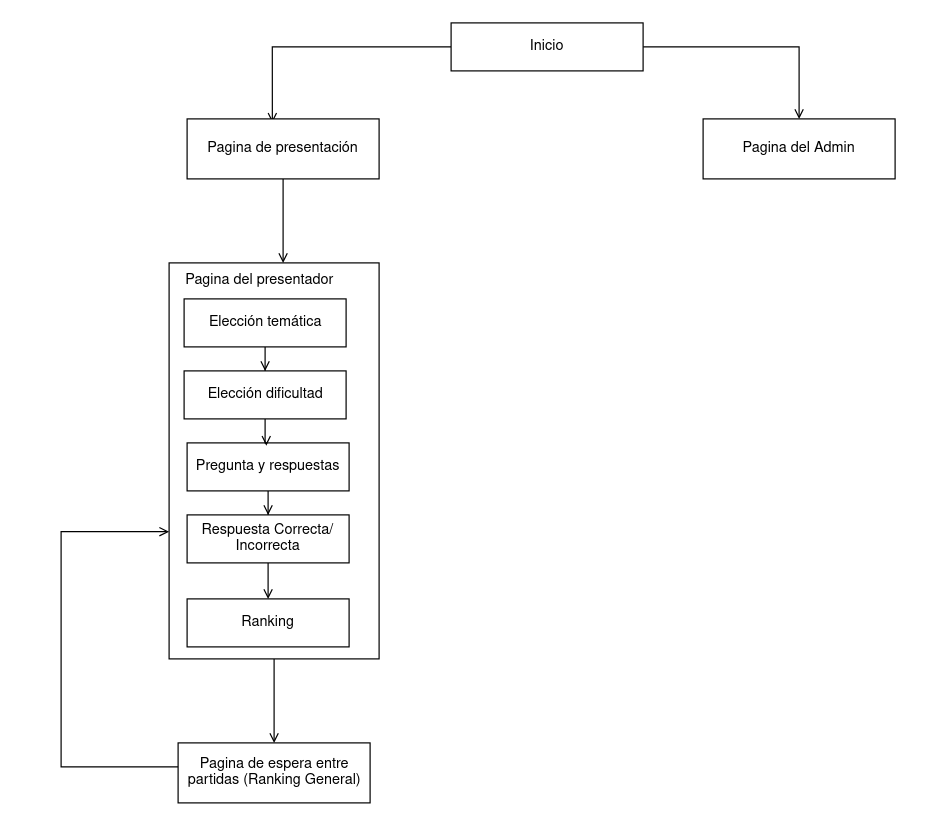 Inicio
Pagina de presentación
Pagina del Admin
Pagina del presentador
Elección temática
Elección dificultad
Pregunta y respuestas
Respuesta Correcta/
Incorrecta
Ranking
Pagina de espera entre
partidas (Ranking General)